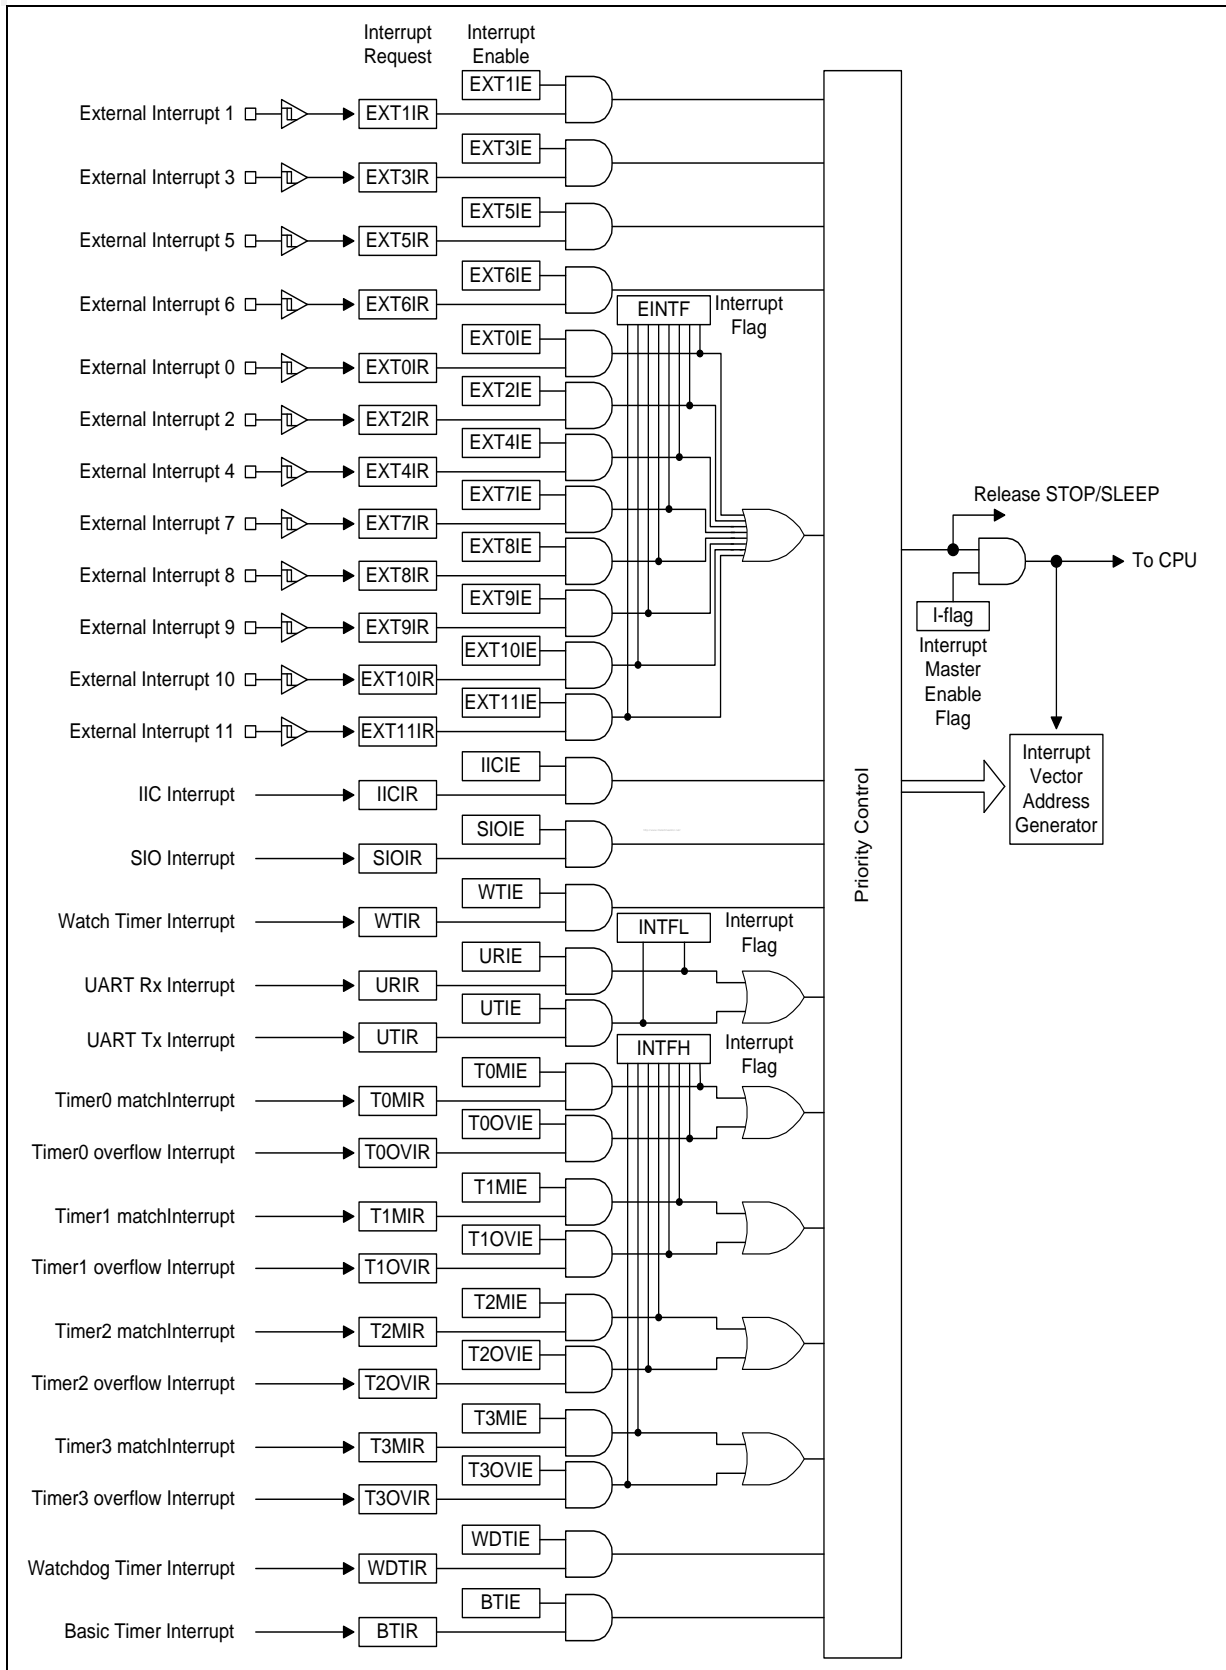 Interrupt Request
Interrupt Enable
EXT1IE
External Interrupt 1
EXT1IR
EXT3IE
External Interrupt 3
EXT3IR
EXT5IE
External Interrupt 5
EXT5IR
EXT6IE
External Interrupt 6
EXT6IR
EINTF
Interrupt Flag
EXT0IE
External Interrupt 0
EXT0IR
EXT2IE
External Interrupt 2
EXT2IR
EXT4IE
External Interrupt 4
EXT4IR
EXT7IE
External Interrupt 7
EXT7IR
EXT8IE
External Interrupt 8
EXT8IR
EXT9IE
External Interrupt 9
EXT9IR
EXT10IE
External Interrupt 10
EXT10IR
EXT11IE
External Interrupt 11
EXT11IR
IICIE
IIC Interrupt
IICIR
SIOIE
SIO Interrupt
SIOIR
WTIE
Watch Timer Interrupt
WTIR
INTFL
Interrupt Flag
URIE
UART Rx Interrupt
URIR
UTIE
UART Tx Interrupt
UTIR
INTFH
Interrupt Flag
T0MIE
Timer0 matchInterrupt
T0MIR
T0OVIE
Timer0 overflow Interrupt
T0OVIR
T1MIE
Timer1 matchInterrupt
T1MIR
T1OVIE
Timer1 overflow Interrupt
T1OVIR
T2MIE
Timer2 matchInterrupt
T2MIR
T2OVIE
Timer2 overflow Interrupt
T2OVIR
T3MIE
Timer3 matchInterrupt
T3MIR
T3OVIE
Timer3 overflow Interrupt
T3OVIR
WDTIE
Watchdog Timer Interrupt
WDTIR
BTIE
Basic Timer Interrupt
BTIR
Priority Control
Release STOP/SLEEP
To CPU
I-flag
Interrupt
Master
Enable
Flag
Interrupt
Vector
Address
Generator